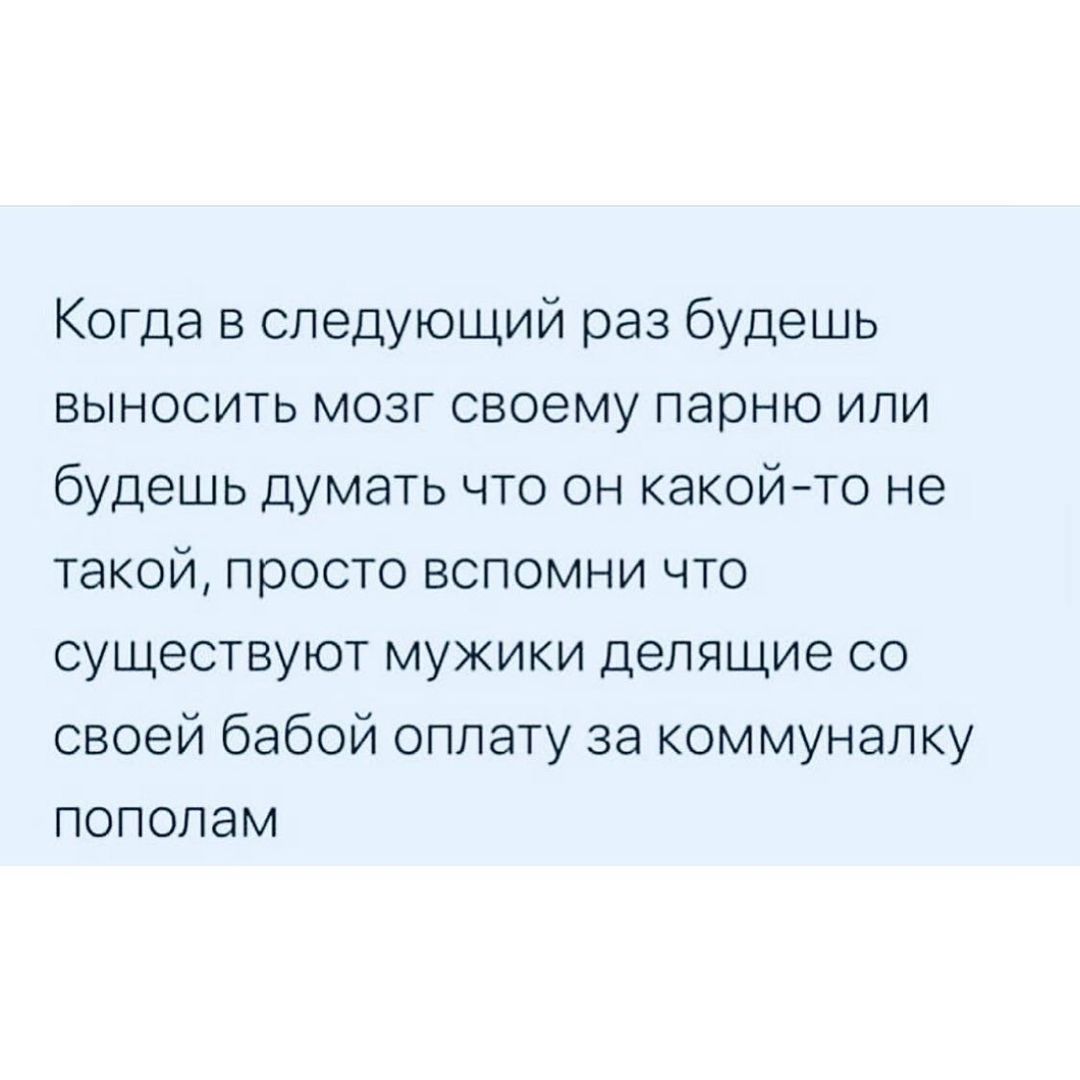 Когда в следующий раз будешь
выносить мозг своему парню или
будешь думать что он какой-то не
такой, просто вспомни что
существуют мужики делящие со
своей бабой оплату за коммуналку
пополам